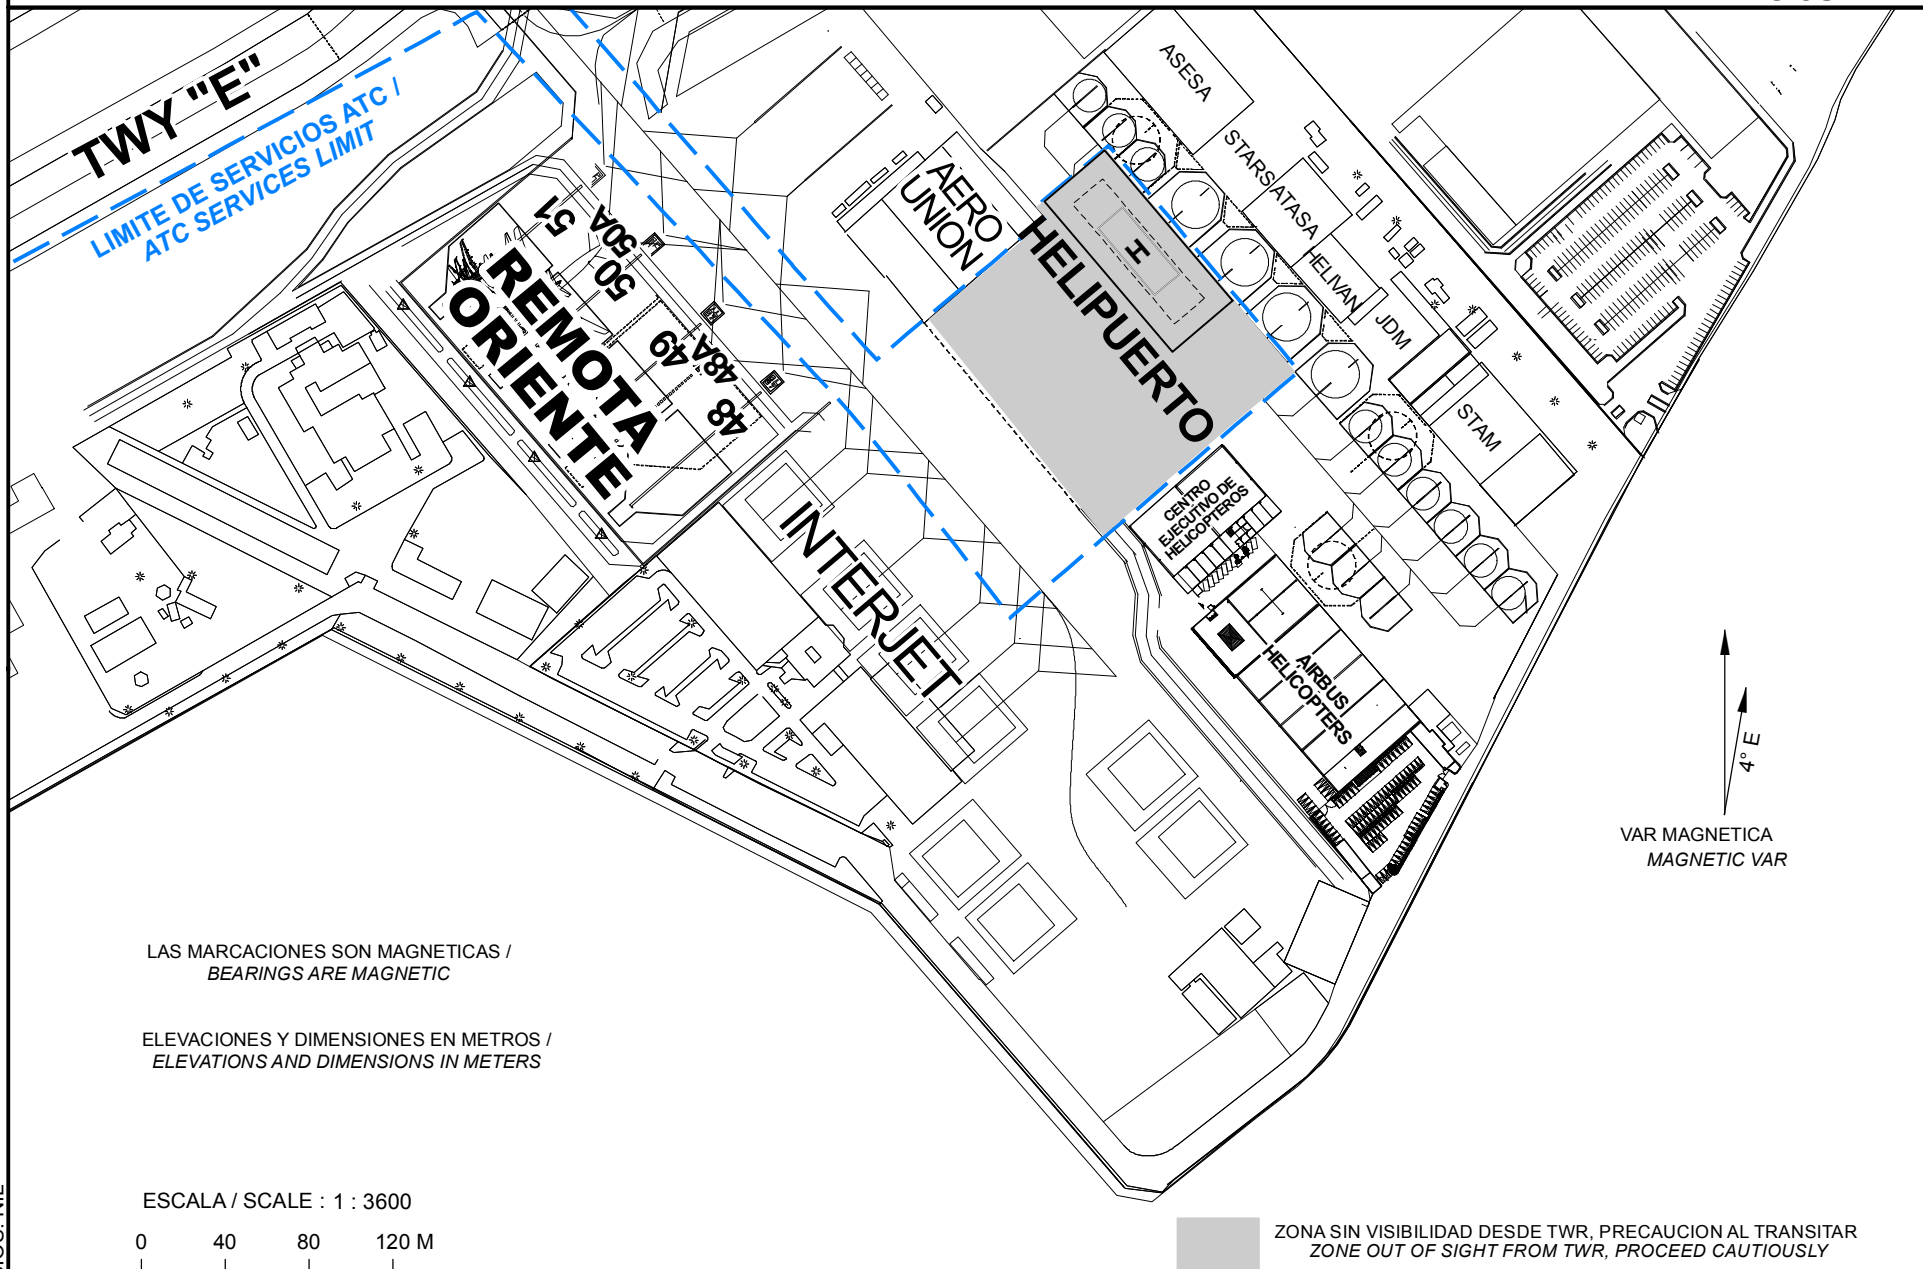 TWY "E"
LIMITE DE SERVICIOS ATC /
ATC SERVICES LIMIT
51
50A
50
49
48A
48
REMOTA
ORIENTE
INTERJET
AERO
UNION
HELIPUERTO
H
ASESA
STARSATASA
HELIVAN
JDM
STAM
CENTRO
EJECUTIVO DE
HELICOPTEROS
AIRBUS
HELICOPTERS
4° E
VAR MAGNETICA
MAGNETIC VAR
LAS MARCACIONES SON MAGNETICAS /
BEARINGS ARE MAGNETIC
ELEVACIONES Y DIMENSIONES EN METROS /
ELEVATIONS AND DIMENSIONS IN METERS
ESCALA / SCALE : 1 : 3600
0 40 80 120 M
ZONA SIN VISIBILIDAD DESDE TWR, PRECAUCION AL TRANSITAR
ZONE OUT OF SIGHT FROM TWR, PROCEED CAUTIOUSLY